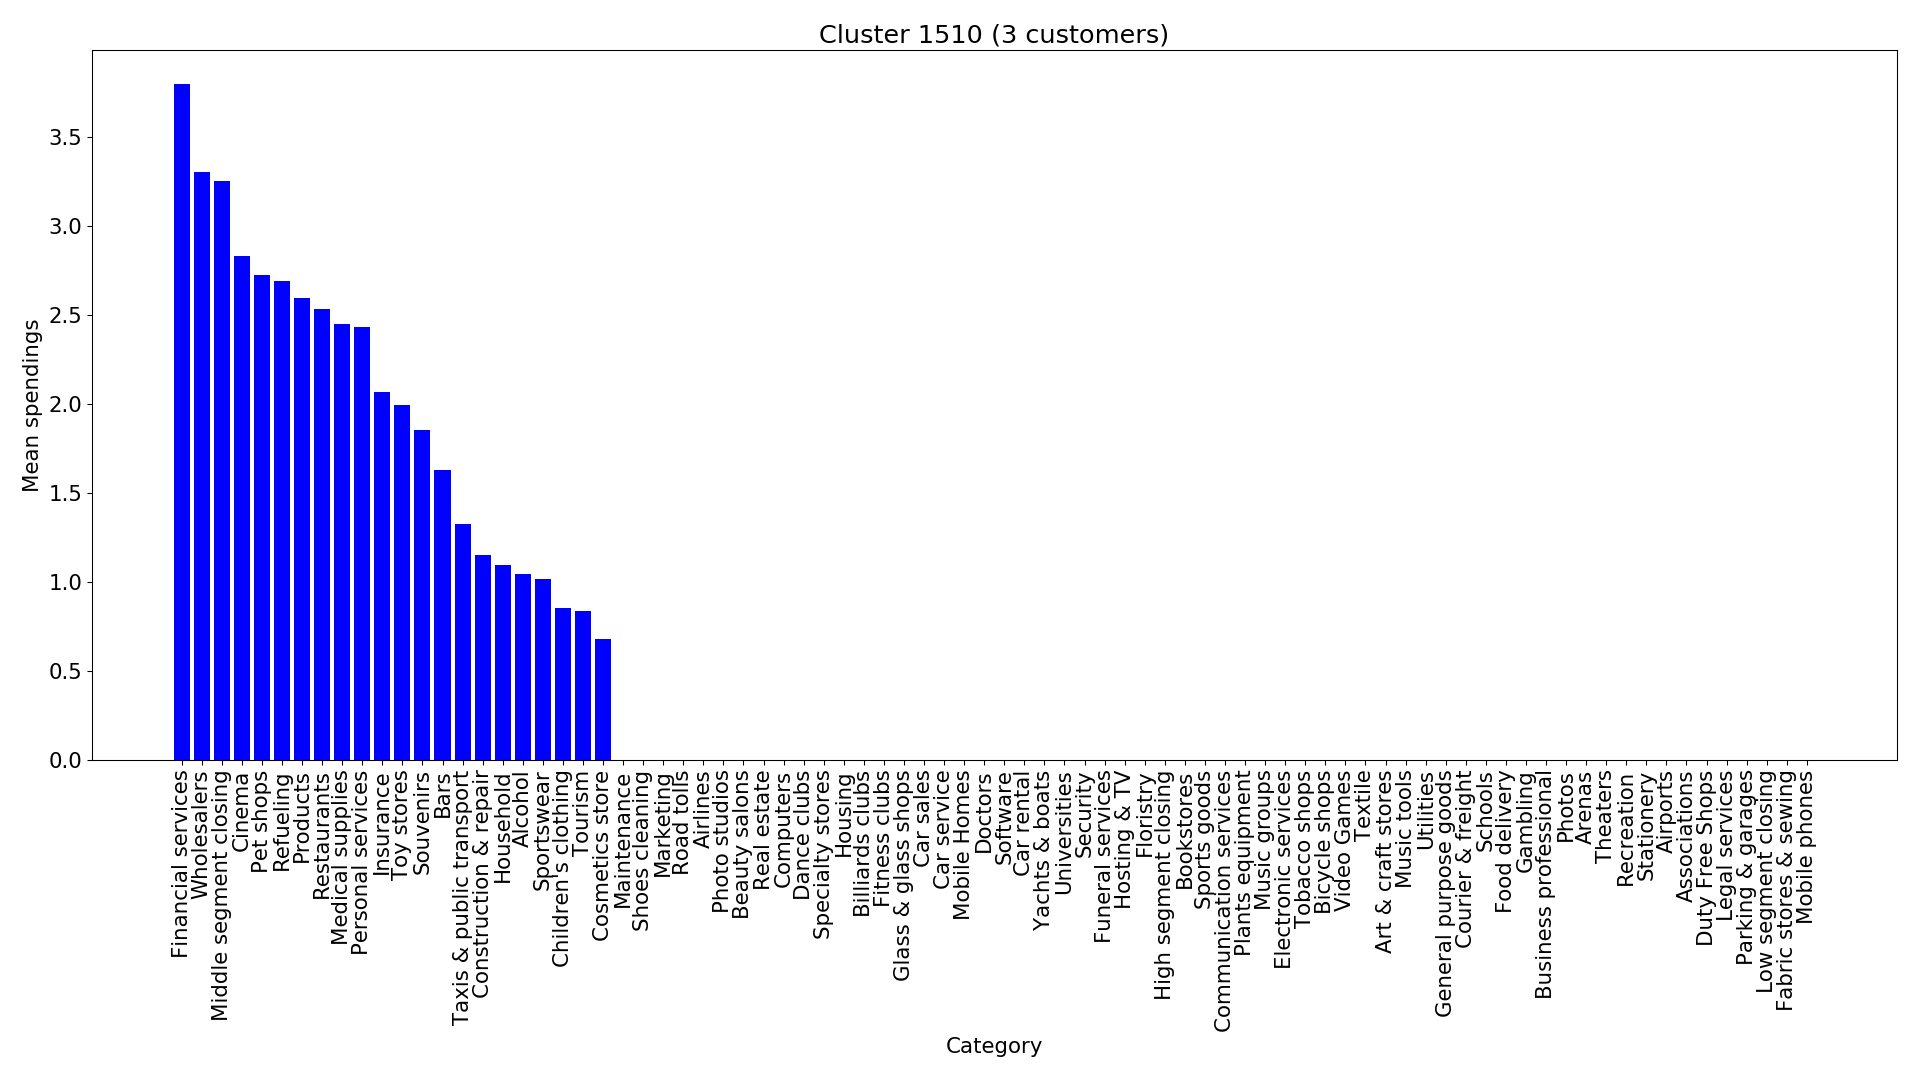 Cluster 1510 (3 customers)
3.5
3.0
2.5
2.0
1.5
1.0
0.5
0.0
Mean spendings
Financial services
Wholesalers
Middle segment closing
Cinema
Pet shops
Refueling
Products
Restaurants
Medical supplies
Personal services
Insurance
Toy stores
Souvenirs
Bars
Taxis & public transport
Construction & repair
Household
Alcohol
Sportswear
Children's clothing
Tourism
Cosmetics store
Maintenance
Shoes cleaning
Marketing
Road tolls
Airlines
Photo studios
Beauty salons
Real estate
Computers
Dance clubs
Specialty stores
Housing
Billiards clubs
Fitness clubs
Glass & glass shops
Car sales
Car service
Mobile Homes
Doctors
Software
Car rental
Yachts & boats
Universities
Security
Funeral services
Hosting & TV
Floristry
High segment closing
Bookstores
Sports goods
Communication services
Plants equipment
Music groups
Electronic services
Tobacco shops
Bicycle shops
Video Games
Textile
Art & craft stores
Music tools
Utilities
General purpose goods
Courier & freight
Schools
Food delivery
Gambling
Business professional
Photos
Arenas
Theaters
Recreation
Stationery
Airports
Associations
Duty Free Shops
Legal services
Parking & garages
Low segment closing
Fabric stores & sewing
Mobile phones
Category